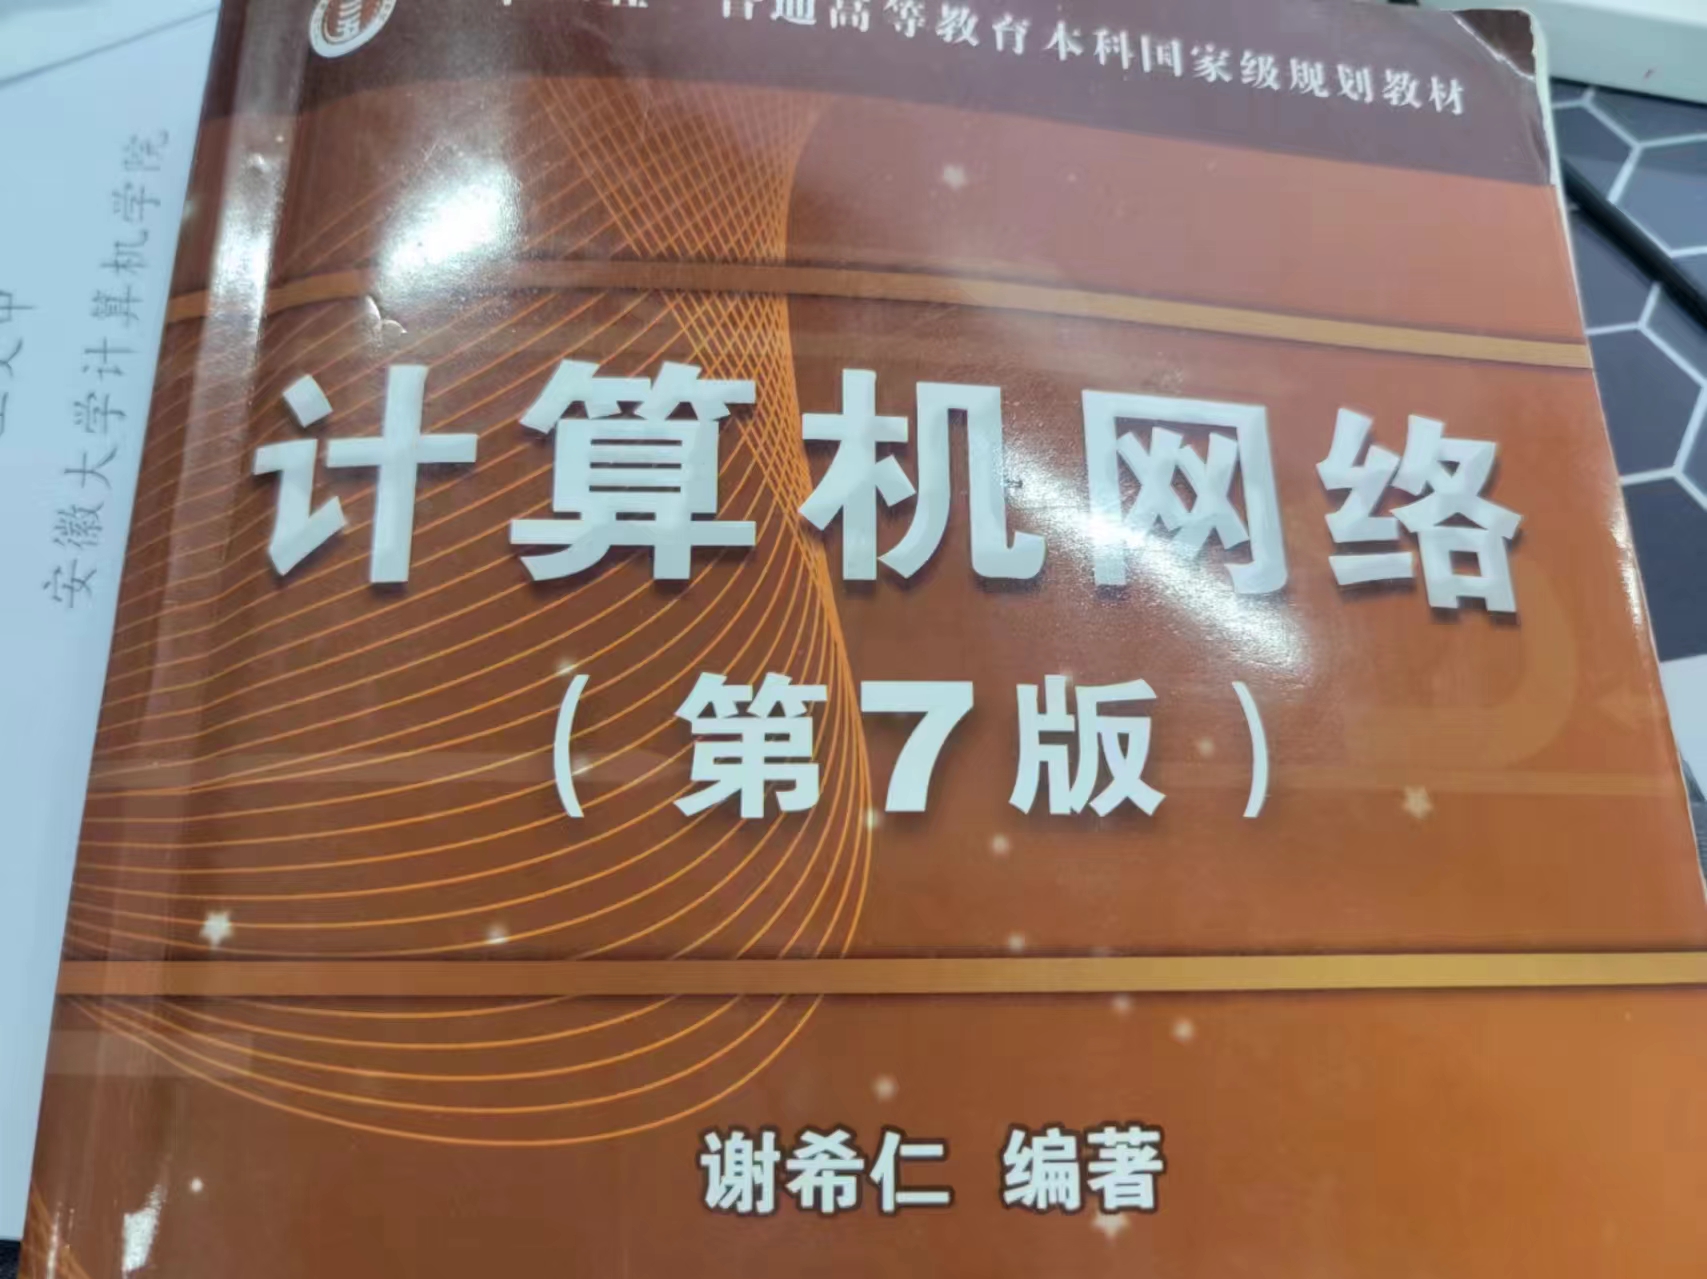 普通高等教育本科国家级规划教材
计算机网络
（第7版）
谢希仁 编著
安徽大学计算机学院